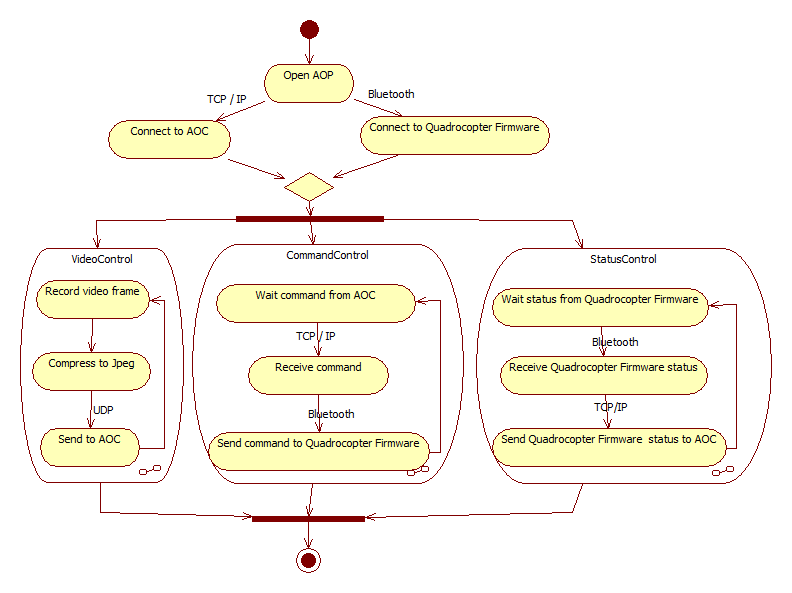 Open AOP
TCP / IP
Bluetooth
Connect to AOC
Connect to Quadrocopter Firmware
VideoControl
Record video frame
Compress to Jpeg
UDP
Send to AOC
CommandControl
Wait command from AOC
TCP / IP
Receive command
Bluetooth
Send command to Quadrocopter Firmware
StatusControl
Wait status from Quadrocopter Firmware
Bluetooth
Receive Quadrocopter Firmware status
TCP/IP
Send Quadrocopter Firmware status to AOC